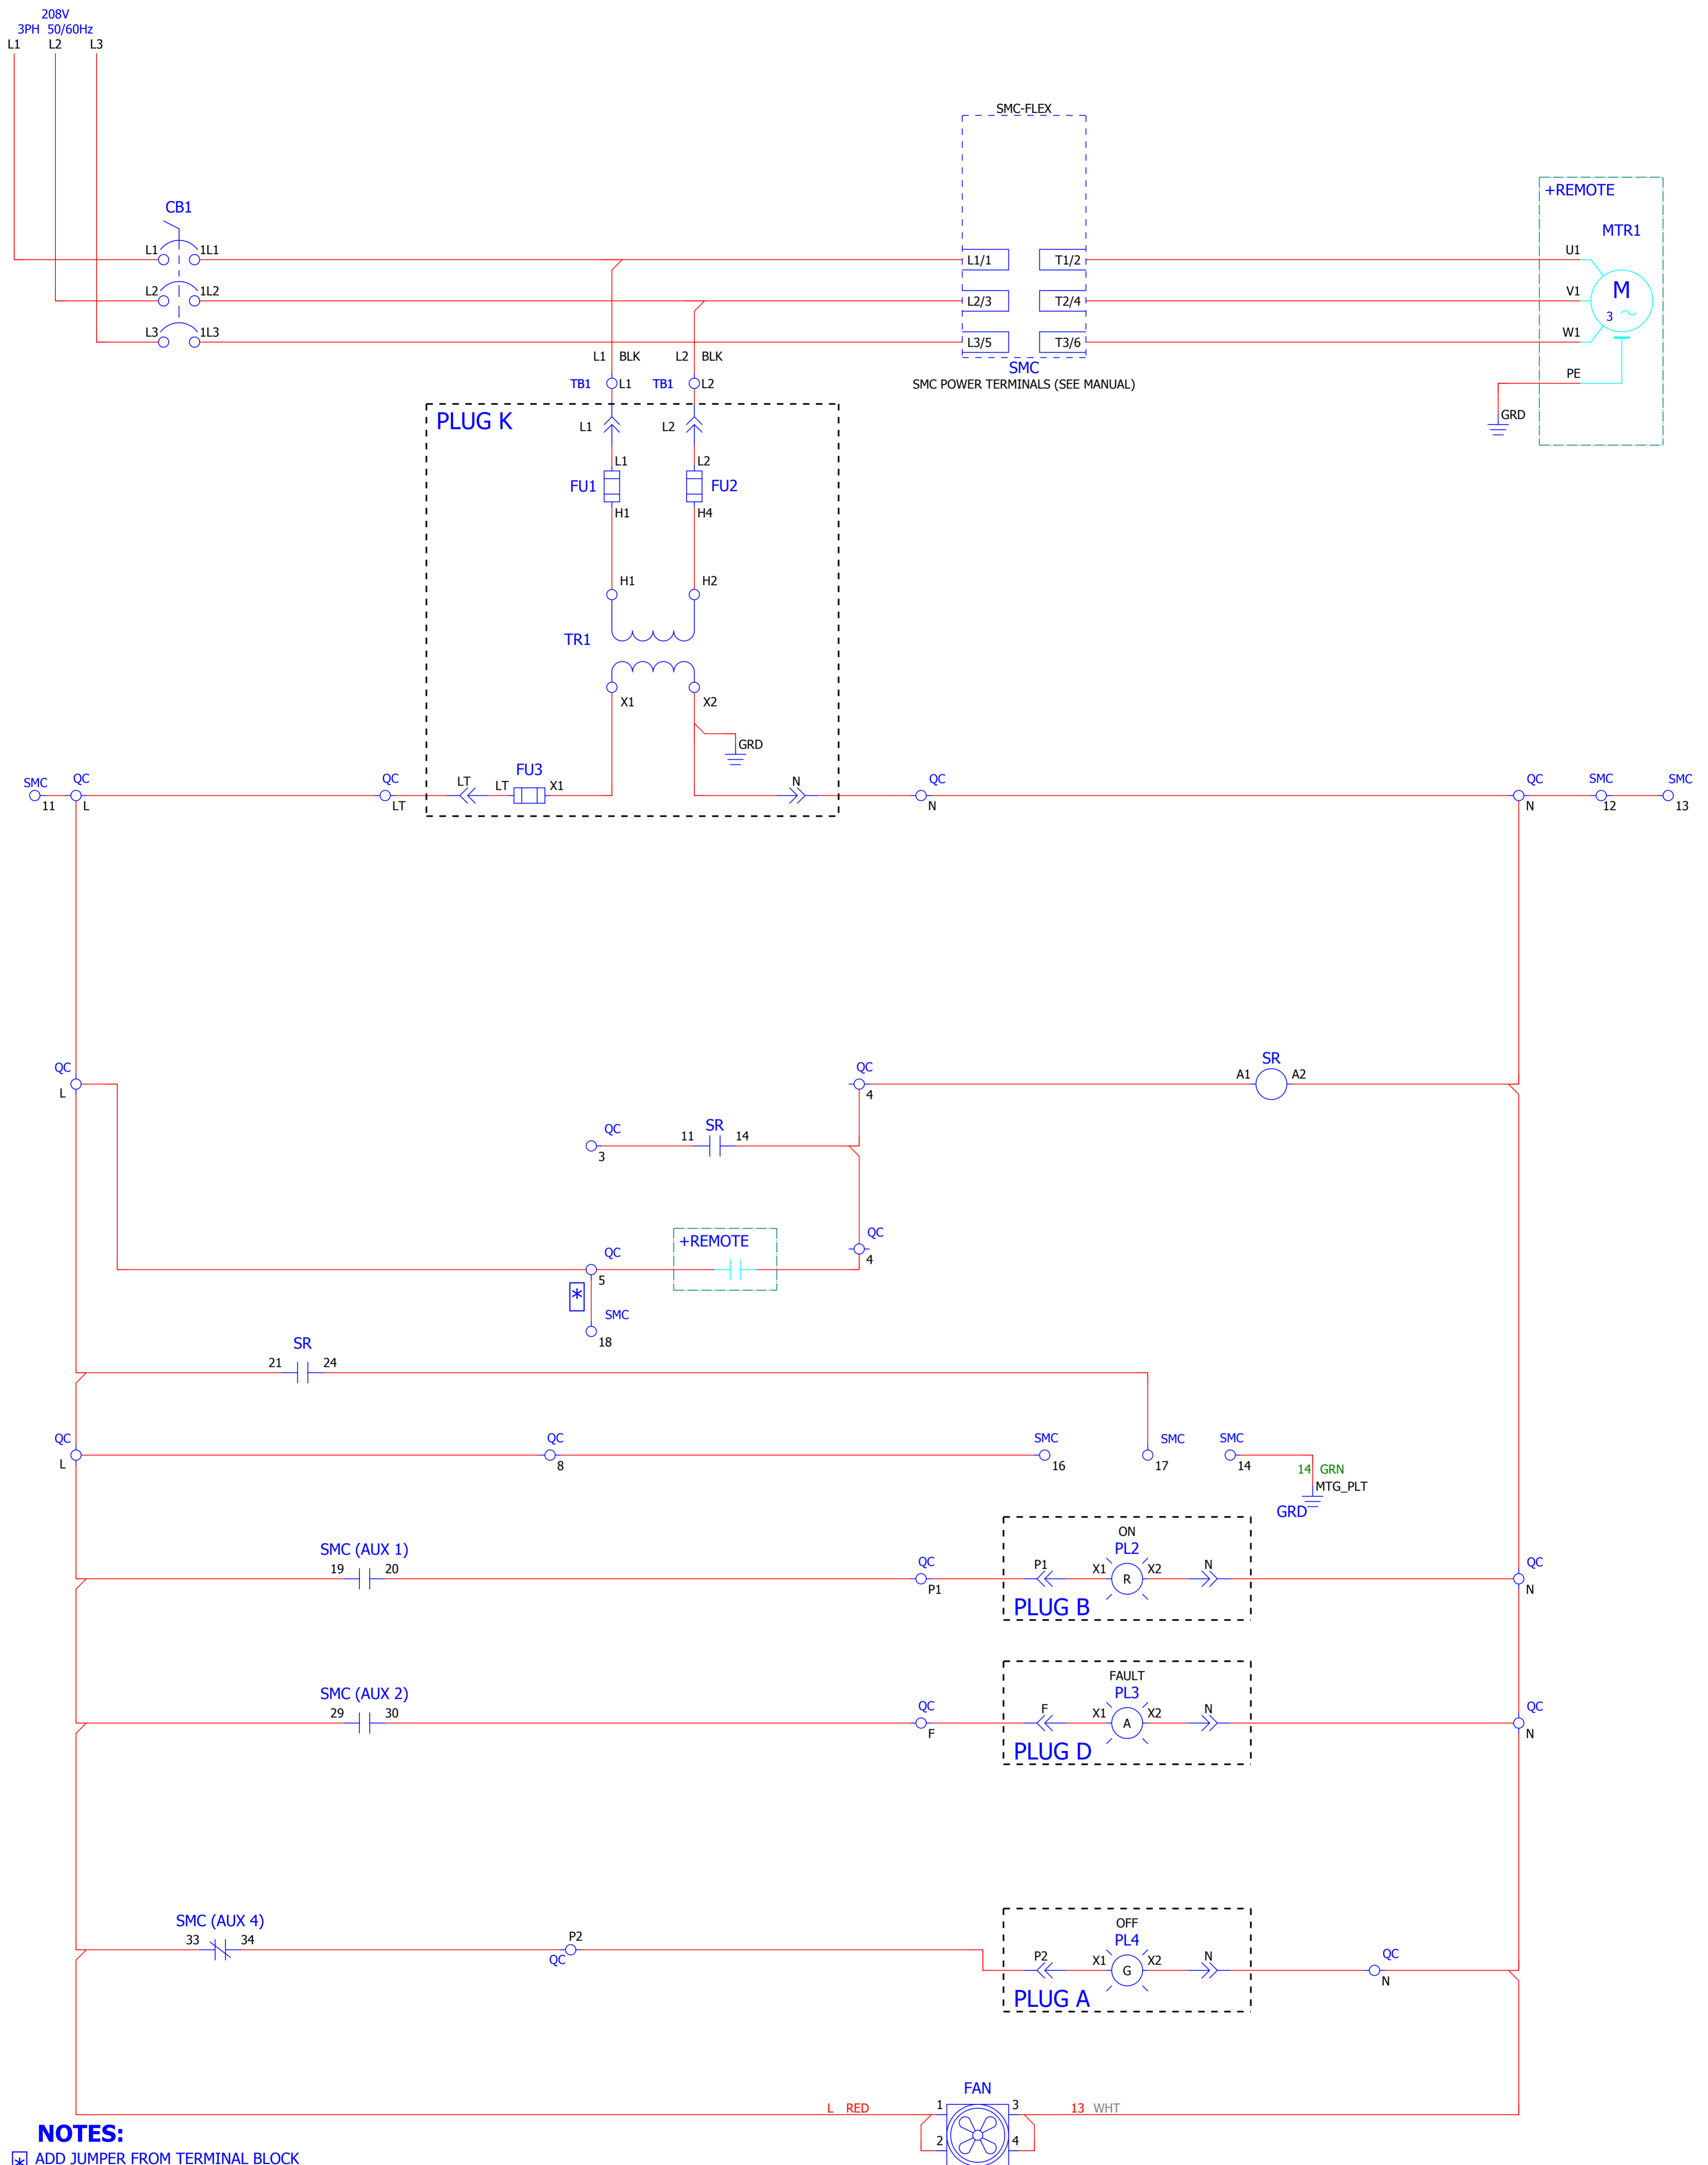 208V
3PH 50/60Hz
L1 L2 L3
SMC-FLEX
+REMOTE
CB1
MTR1
L1 1L1
L1/1 T1/2
U1
L2 1L2
L2/3 T2/4
V1
M
3
L3 1L3
L3/5 T3/6
W1
L1 BLK L2 BLK
SMC
SMC POWER TERMINALS (SEE MANUAL)
PE
TB1 L1 TB1 L2
GRD
PLUG K
L1 L2
L1 L2
FU1 FU2
H1 H4
H1 H2
TR1
X1 X2
GRD
SMC QC QC LT LT FU3 X1 N QC QC SMC SMC
11 L LT N N 12 13
QC QC SR
L 4 A1 A2
QC 11 SR 14
3
QC
4
+REMOTE
QC
5
*
SMC
18
SR
21 24
QC QC SMC SMC SMC
L 8 16 17 14
14 GRN
MTG_PLT
GRD
ON
SMC (AUX 1) PL2
19 20 QC P1 X1 R X2 N QC
P1 N
PLUG B
FAULT
SMC (AUX 2) PL3
29 30 QC F X1 A X2 N QC
F N
PLUG D
OFF
SMC (AUX 4) PL4
33 34 P2 P2 X1 G X2 N QC
QC N
PLUG A
FAN
L RED 1 3 13 WHT
2 4
NOTES:
* ADD JUMPER FROM TERMINAL BLOCK